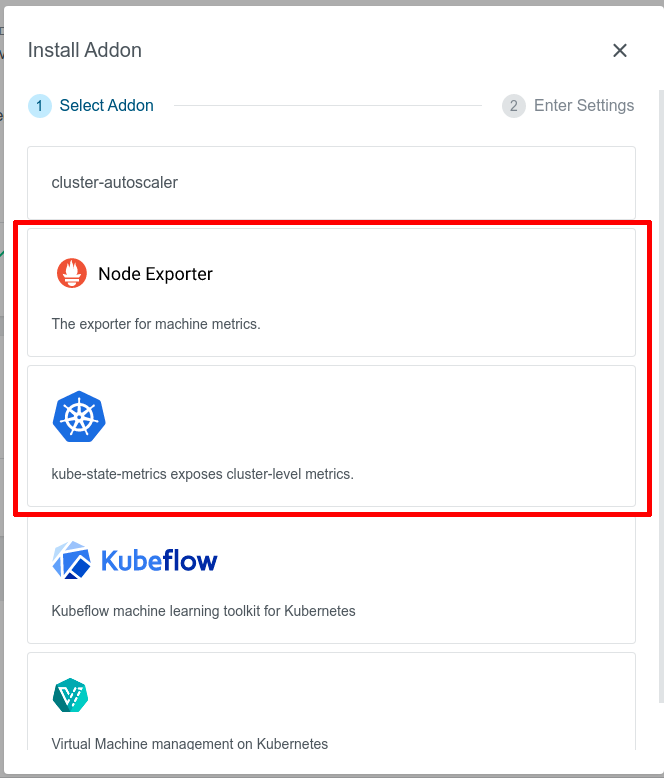 Install Addon
1 Select Addon 2 Enter Settings
cluster-autoscaler
Node Exporter
The exporter for machine metrics.
kube-state-metrics exposes cluster-level metrics.
Kubeflow
Kubeflow machine learning toolkit for Kubernetes
Virtual Machine management on Kubernetes